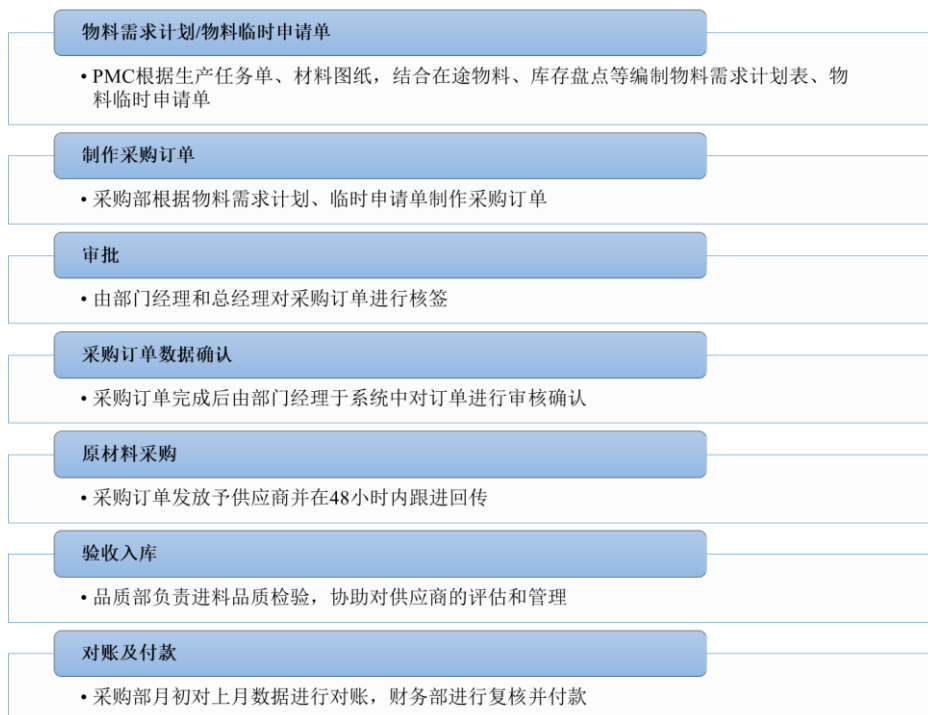 物料需求计划/物料临时申请单
• PMC根据生产任务单、材料图纸，结合在途物料、库存盘点等编制物料需求计划表、物
料临时申请单
制作采购订单
• 采购部根据物料需求计划、临时申请单制作采购订单
审批
• 由部门经理和总经理对采购订单进行核签
采购订单数据确认
• 采购订单完成后由部门经理于系统中对订单进行审核确认
原材料采购
• 采购订单发放予供应商并在48小时内跟进回传
验收入库
• 品质部负责进料品质检验，协助对供应商的评估和管理
对账及付款
• 采购部月初对上月数据进行对账，财务部进行复核并付款